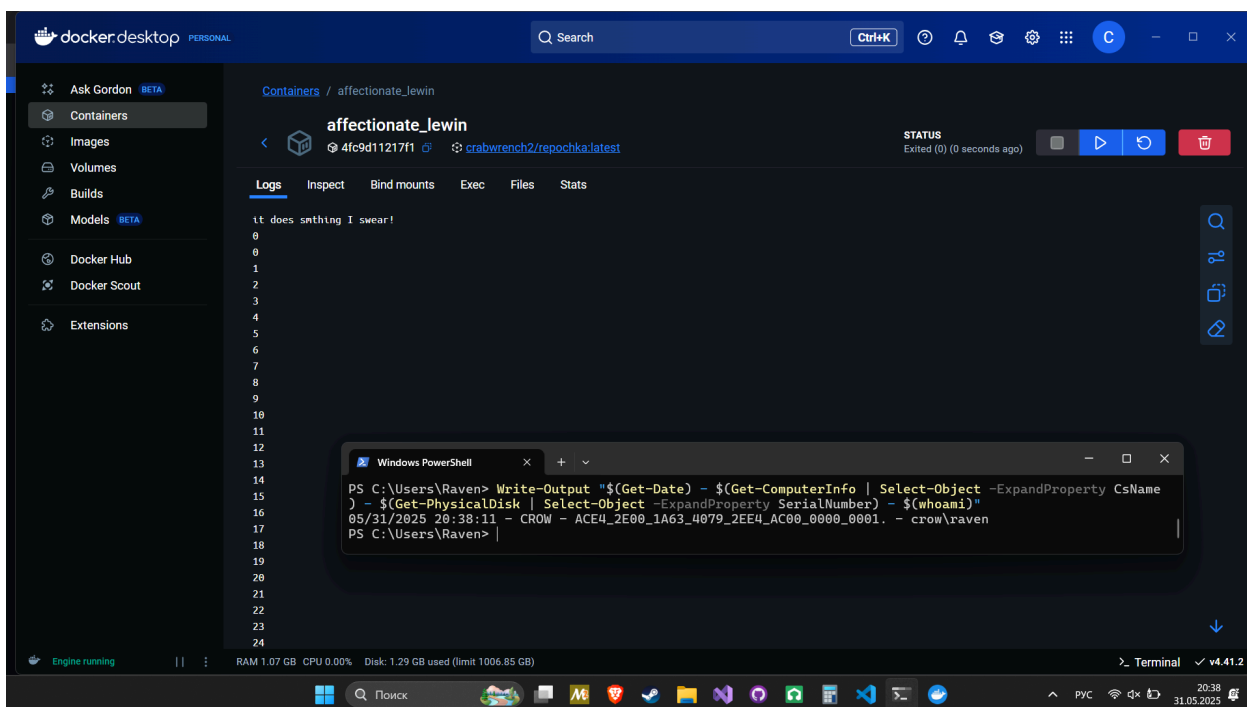 docker.desktop PERSONAL
Search
Ctrl+K
C
Ask Gordon BETA
Containers
Images
Volumes
Builds
Models BETA
Docker Hub
Docker Scout
Extensions
Containers / affectionate_lewin
affectionate_lewin
4fc9d11217f1 crabwrench2/repochka:latest
STATUS
Exited (0) (0 seconds ago)
Logs Inspect Bind mounts Exec Files Stats
it does smthing I swear!
0
0
1
2
3
4
5
6
7
8
9
10
11
12
13
14
15
16
17
18
19
20
21
22
23
24
Windows PowerShell
PS C:\Users\Raven> Write-Output "$(Get-Date) - $(Get-ComputerInfo | Select-Object -ExpandProperty CsName
) - $(Get-PhysicalDisk | Select-Object -ExpandProperty SerialNumber) - $(whoami)"
05/31/2025 20:38:11 - CROW - ACE4_2E00_1A63_4079_2EE4_AC00_0000_0001. - crow\raven
PS C:\Users\Raven>
Engine running
RAM 1.07 GB CPU 0.00% Disk: 1.29 GB used (limit 1006.85 GB)
Terminal
v4.41.2
Поиск
РУС
20:38
31.05.2025